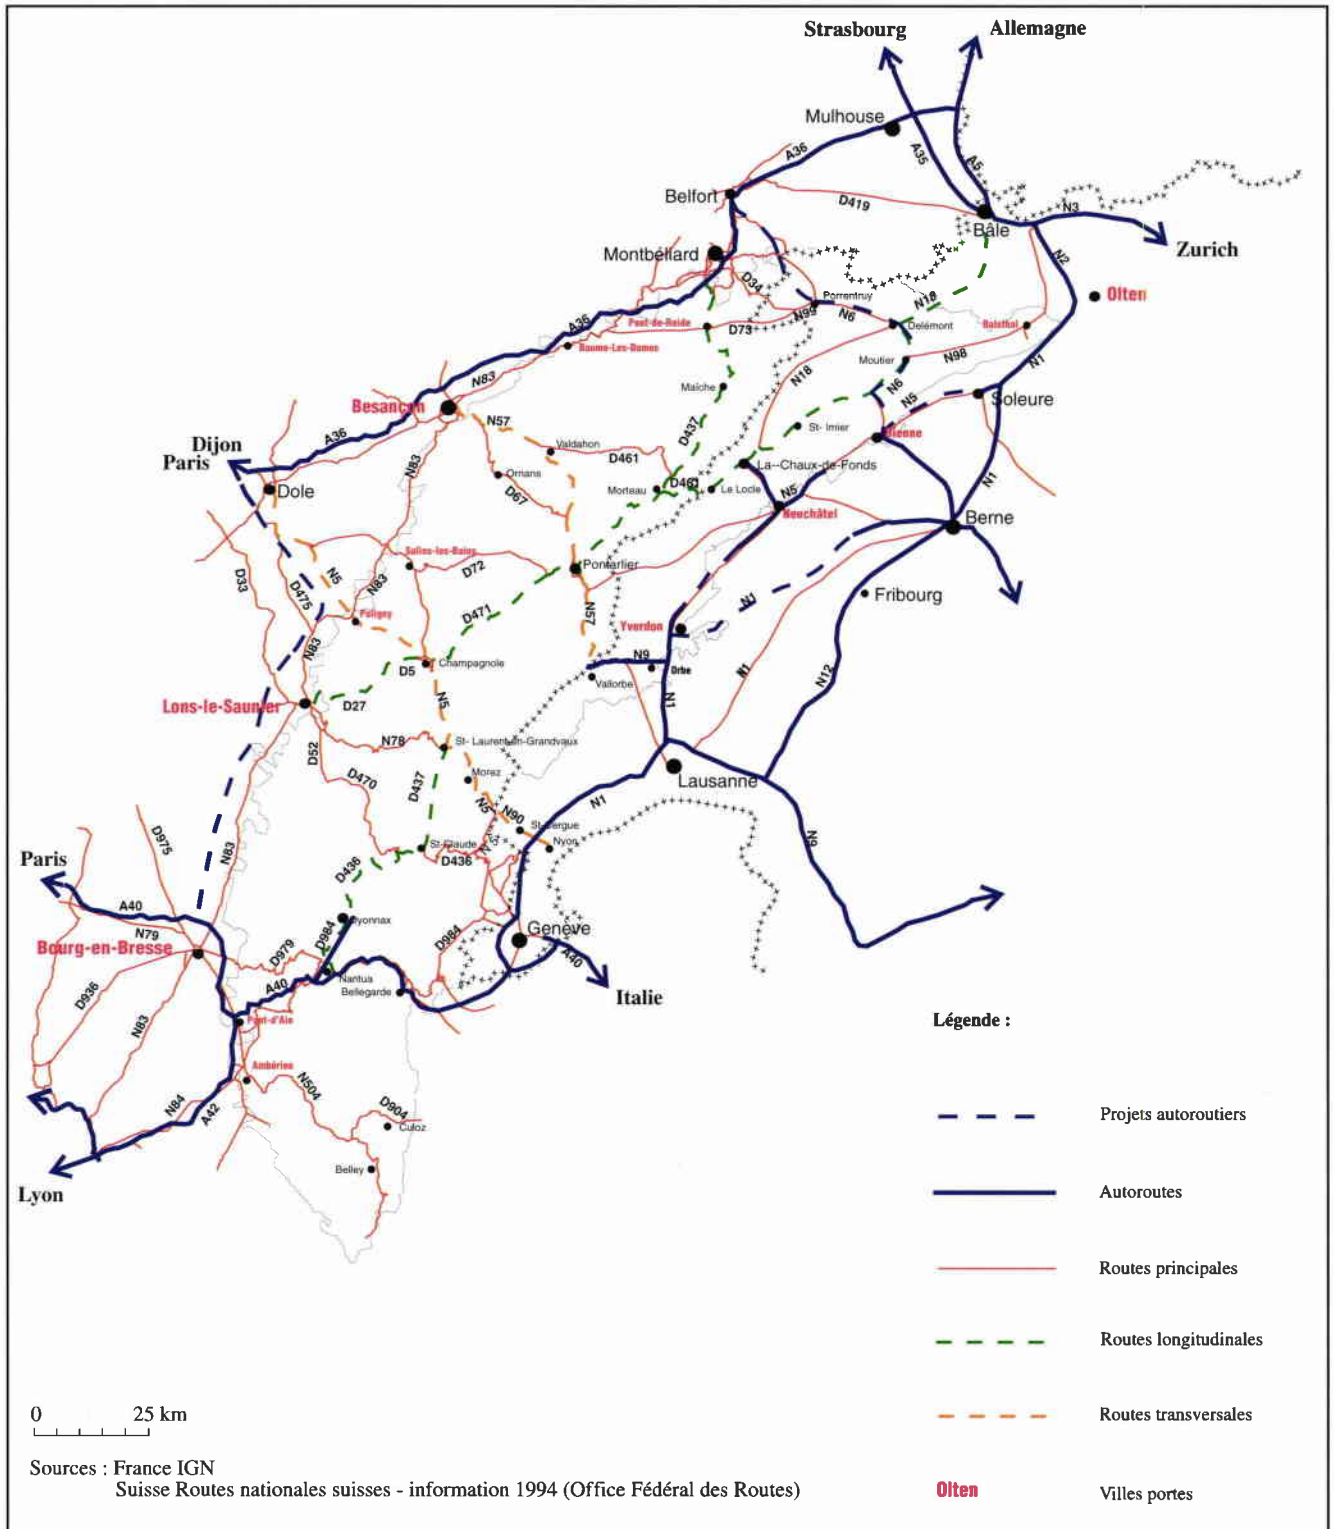 Strasbourg
Allemagne
Mulhouse
A36
A35
A5
Belfort
D419
Bâle
N3
Zurich
Montbéliard
N2
D34
Olten
Porrentruy
N18
N99
N6
A36
Pont-de-Roide
D73
Delémont
Balsthal
Baume-Les-Dames
Moutier
N98
N1
N83
Maîche
N18
N6
N5
Soleure
Besançon
N57
D437
St- Imier
Bienne
A36
Dijon
Paris
Valdahon
D461
La--Chaux-de-Fonds
N83
Ornans
D67
Morteau
D461
Le Locle
N5
N1
Dole
Neuchâtel
Berne
Salins-les-Bains
D72
Pontarlier
D33
D475
N5
N83
Fribourg
Poligny
D471
N57
N1
Yverdon
N83
N9
Orbe
D5
Champagnole
Vallorbe
N1
N12
Lons-le-Saunier
D27
N5
N1
D52
N78
St- Laurent-en-Grandvaux
D470
D437
Morez
Lausanne
N5
N90
N1
St-Cergue
D975
N83
St-Claude
D436
Nyon
N9
Paris
D436
A40
N79
Oyonnax
D984
D984
Genève
Bourg-en-Bresse
D979
A40
D936
A40
Nantua
Bellegarde
Italie
N83
Pont-d'Ain
Légende :
Ambérieu
N504
N84
A42
D904
Culoz
Projets autoroutiers
Belley
Lyon
Autoroutes
Routes principales
Routes longitudinales
0 25 km
Routes transversales
Sources : France IGN
Suisse Routes nationales suisses - information 1994 (Office Fédéral des Routes)
Olten
Villes portes